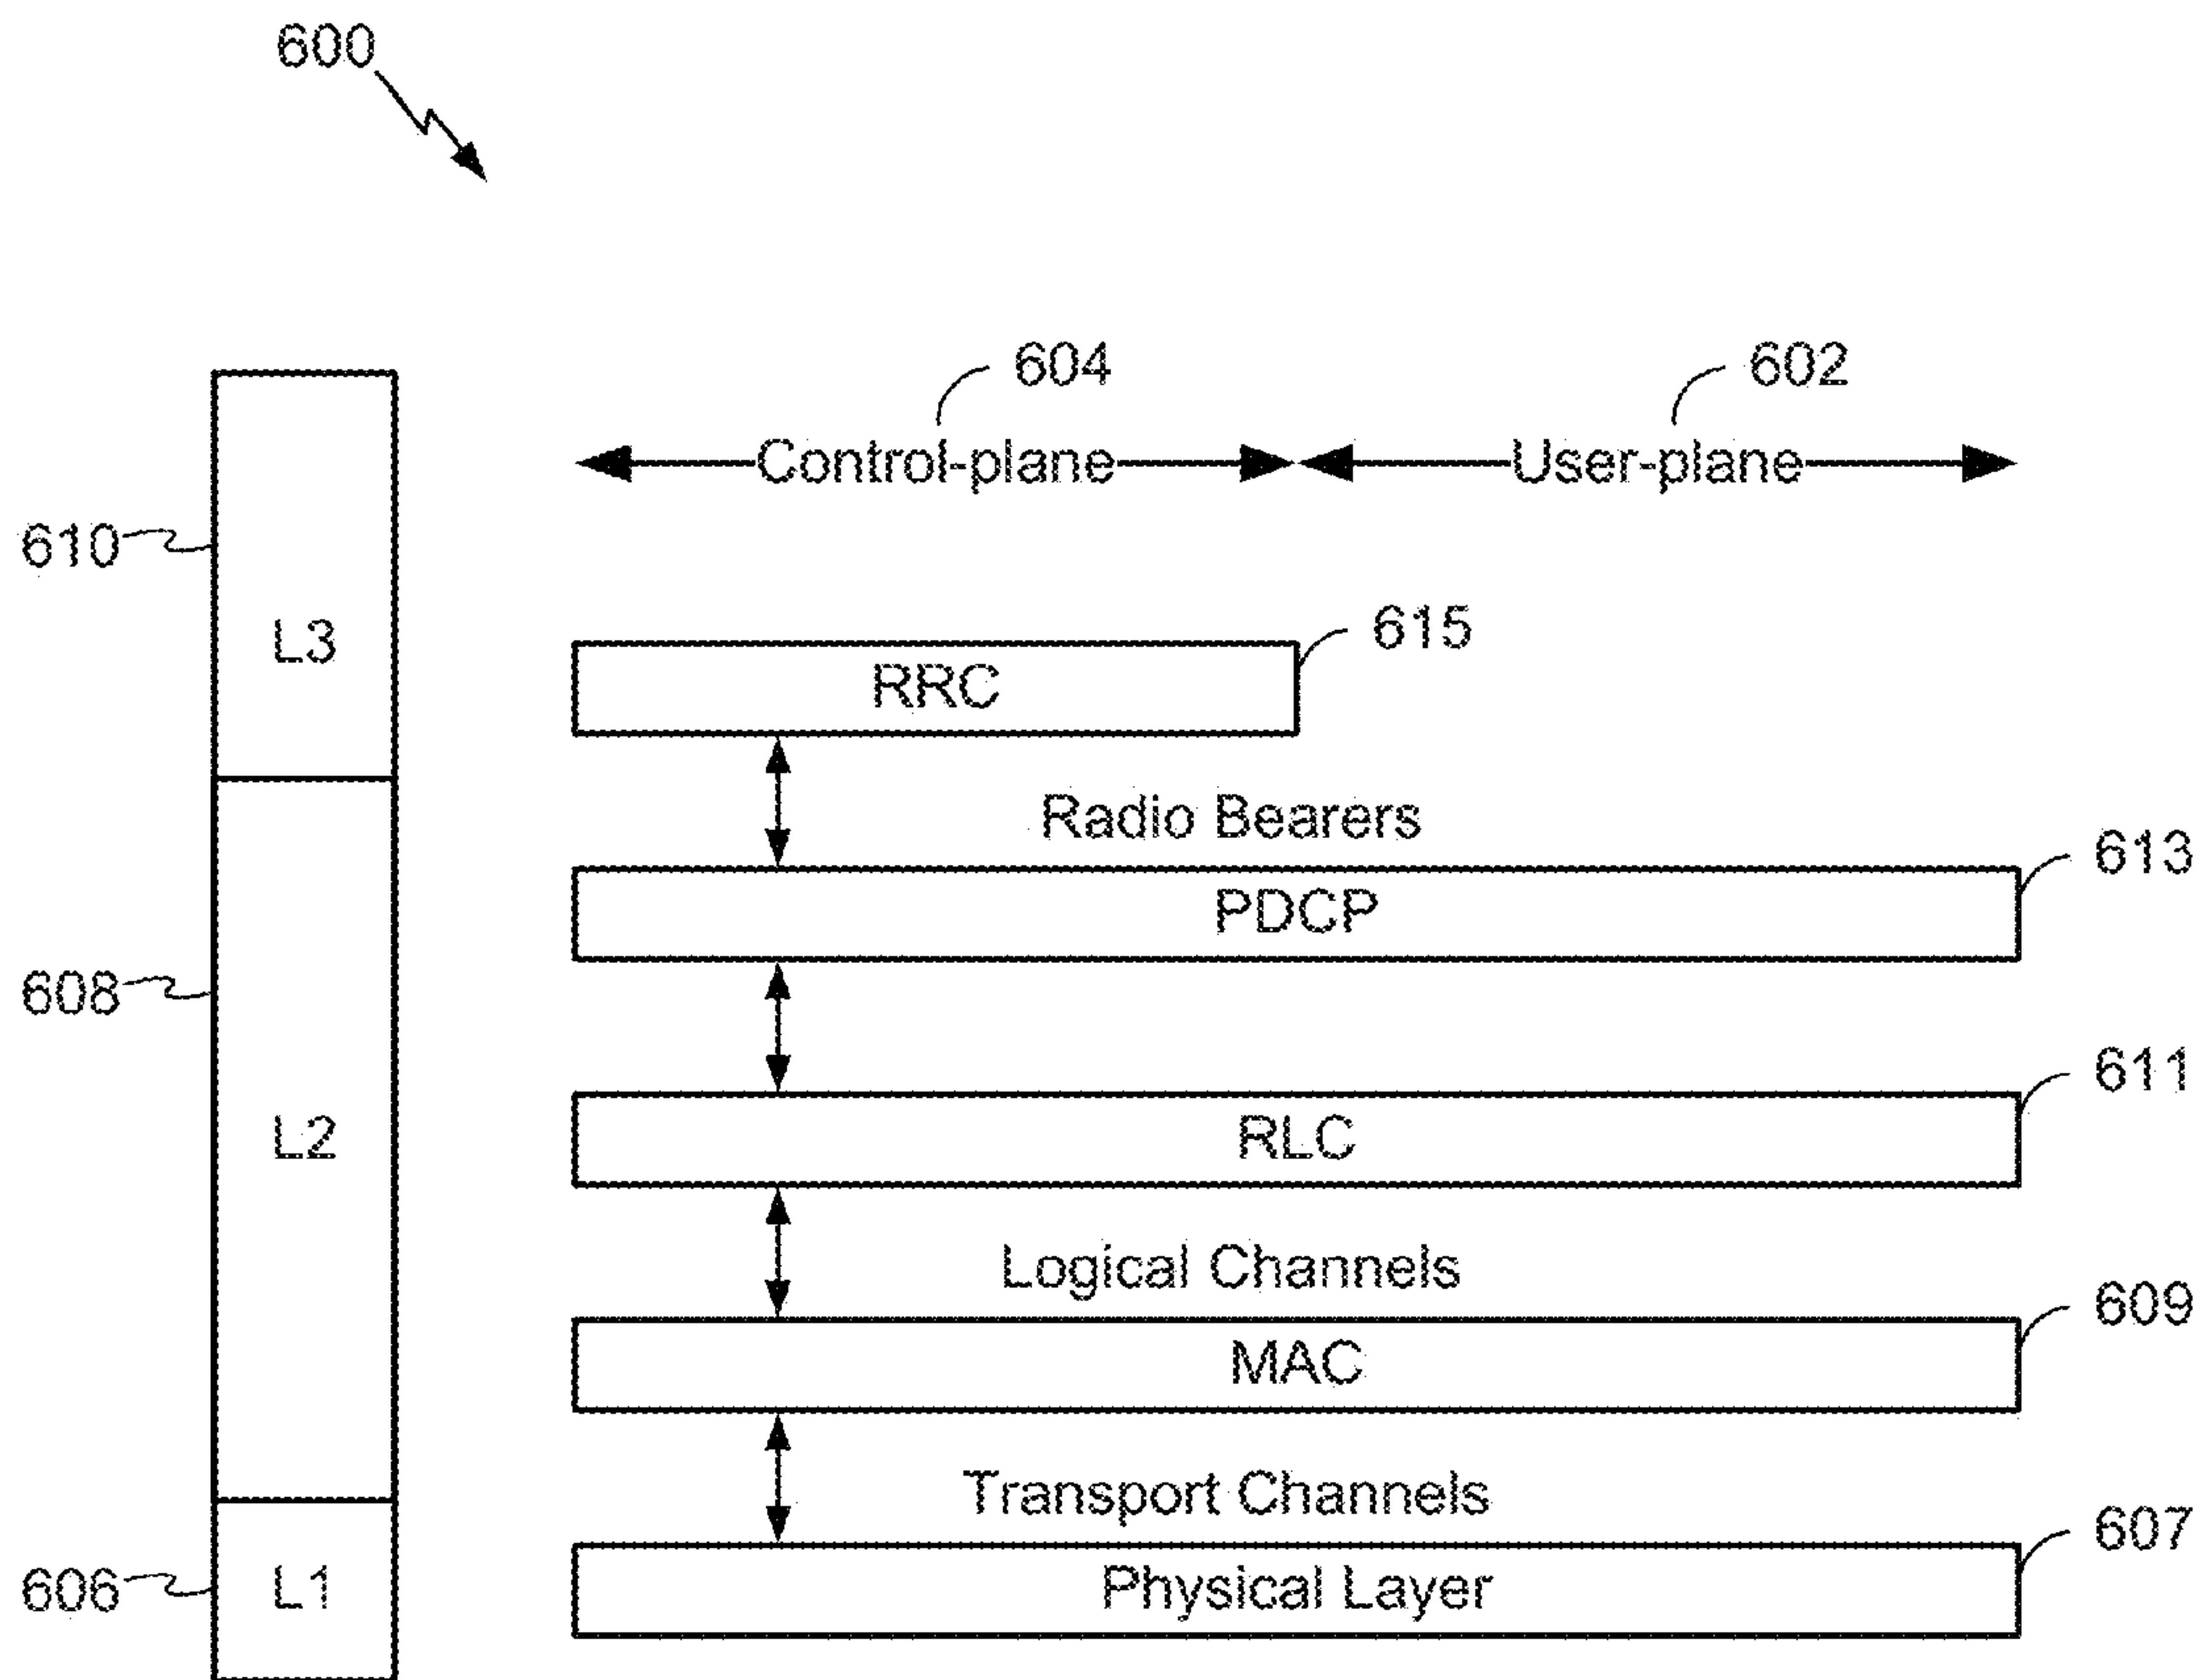 600
604
602
Control-plane
User-plane
610
L3
615
RRC
Radio Bearers
613
PDCP
608
L2
611
RLC
Logical Channels
609
MAC
Transport Channels
607
606
L1
Physical Layer